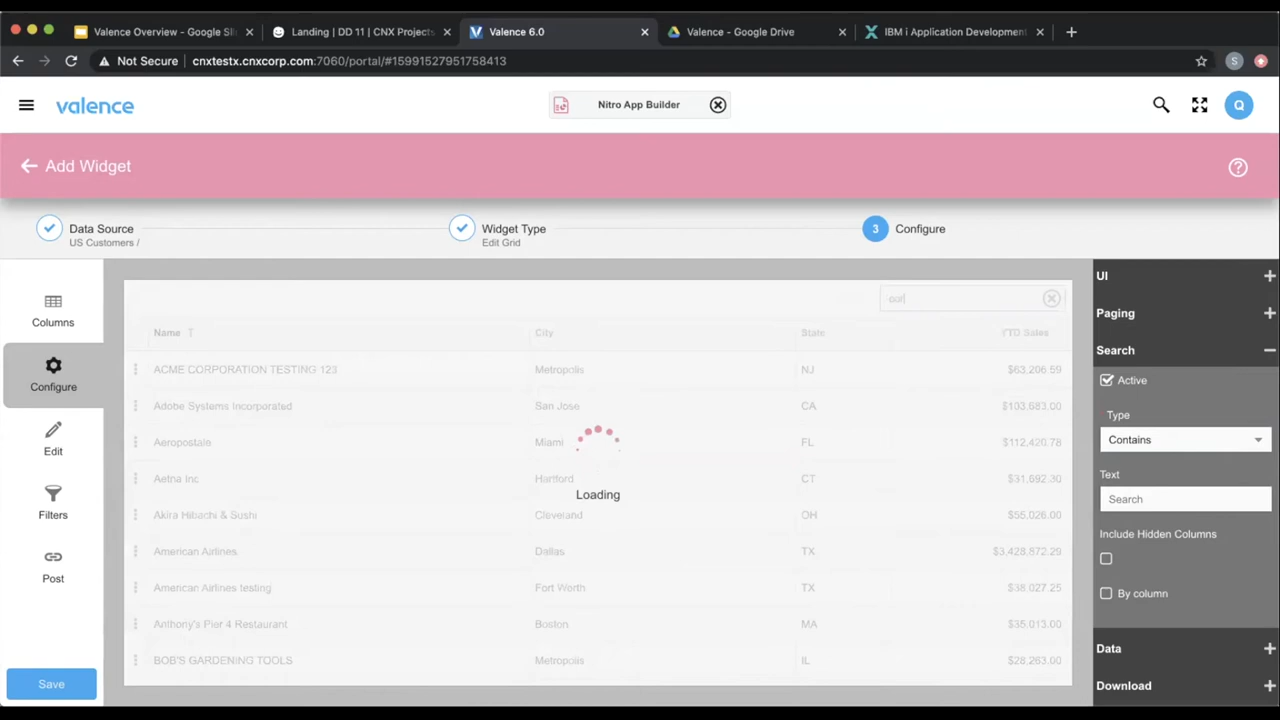 Valence Overview - Google Sli
Landing | DD 11 | CNX Projects
Valence 6.0
Valence - Google Drive
IBM i Application Development
Not Secure
cnxtestx.cnxcorp.com:7060/portal/#15991527951758413
S
valence
Nitro App Builder
Q
Add Widget
?
Data Source
US Customers /
Widget Type
Edit Grid
3
Configure
Columns
Configure
Edit
Filters
Post
Save
out
Name City State YTD Sales
ACME CORPORATION TESTING 123 Metropolis NJ $63,206.59
Adobe Systems Incorporated San Jose CA $103,683.00
Aeropostale Miami FL $112,420.78
Aetna Inc Hartford CT $31,692.30
Akira Hibachi & Sushi Cleveland OH $55,026.00
American Airlines. Dallas TX $3,428,872.29
American Airlines testing Fort Worth TX $38,027.25
Anthony's Pier 4 Restaurant Boston MA $35,013.00
BOB'S GARDENING TOOLS Metropolis IL $28,263.00
Loading
UI
Paging
Search
Active
* Type
Contains
Text
Search
Include Hidden Columns
By column
Data
Download